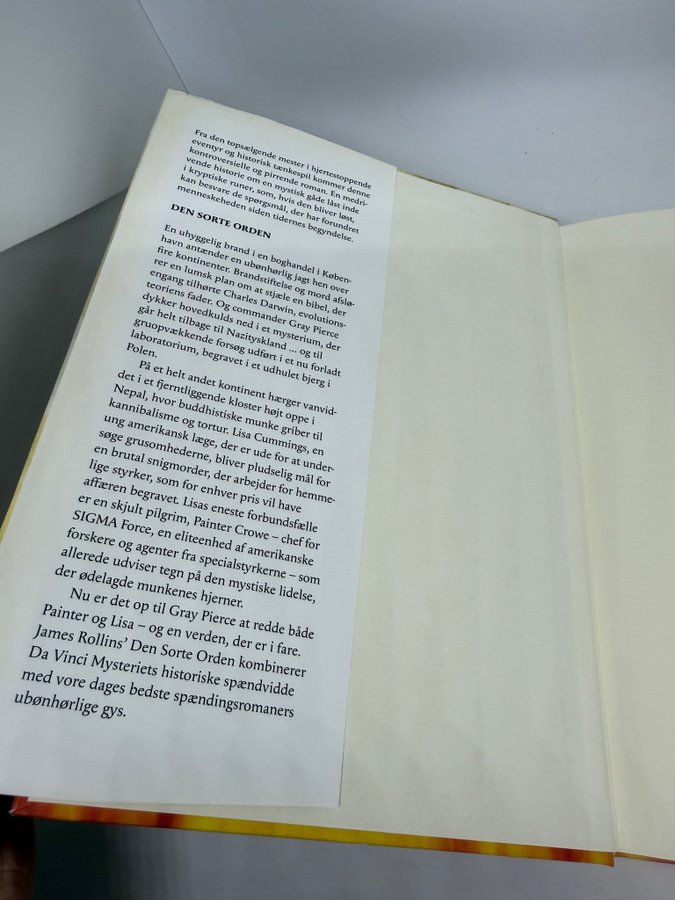 Fra den topsælgende mester i hjertestoppende
eventyr og historisk tænkespil kommer denne
kontroversielle og pirrende roman. En medri-
vende historie om en mystisk gåde låst inde
i kryptiske runer, som, hvis den bliver løst,
kan besvare de spørgsmål, der har forundret
menneskeheden siden tidernes begyndelse.
DEN SORTE ORDEN
En uhyggelig brand i en boghandel i Køben-
havn antænder en ubønhørlig jagt hen over
fire kontinenter. Brandstiftelse og mord afslø-
rer en lumsk plan om at stjæle en bibel, der
engang tilhørte Charles Darwin, evolutions-
teoriens fader. Og commander Gray Pierce
dykker hovedkulds ned i et mysterium, der
går helt tilbage til Nazityskland ... og til
gruopvækkende forsøg udført i et nu forladt
laboratorium, begravet i et udhulet bjerg i
Polen.
På et helt andet kontinent hærger vanvid-
det i et fjerntliggende kloster højt oppe i
Nepal, hvor buddhistiske munke griber til
kannibalisme og tortur. Lisa Cummings, en
ung amerikansk læge, der er ude for at under-
søge grusomhederne, bliver pludselig mål for
en brutal snigmorder, der arbejder for hemme-
lige styrker, som for enhver pris vil have
affæren begravet. Lisas eneste forbundsfælle
er en skjult pilgrim, Painter Crowe – chef for
SIGMA Force, en eliteenhed af amerikanske
forskere og agenter fra specialstyrkerne – som
allerede udviser tegn på den mystiske lidelse,
der ødelagde munkenes hjerner.
Nu er det op til Gray Pierce at redde både
Painter og Lisa – og en verden, der er i fare.
James Rollins’ Den Sorte Orden kombinerer
Da Vinci Mysteriets historiske spændvidde
med vore dages bedste spændingsromaners
ubønhørlige gys.